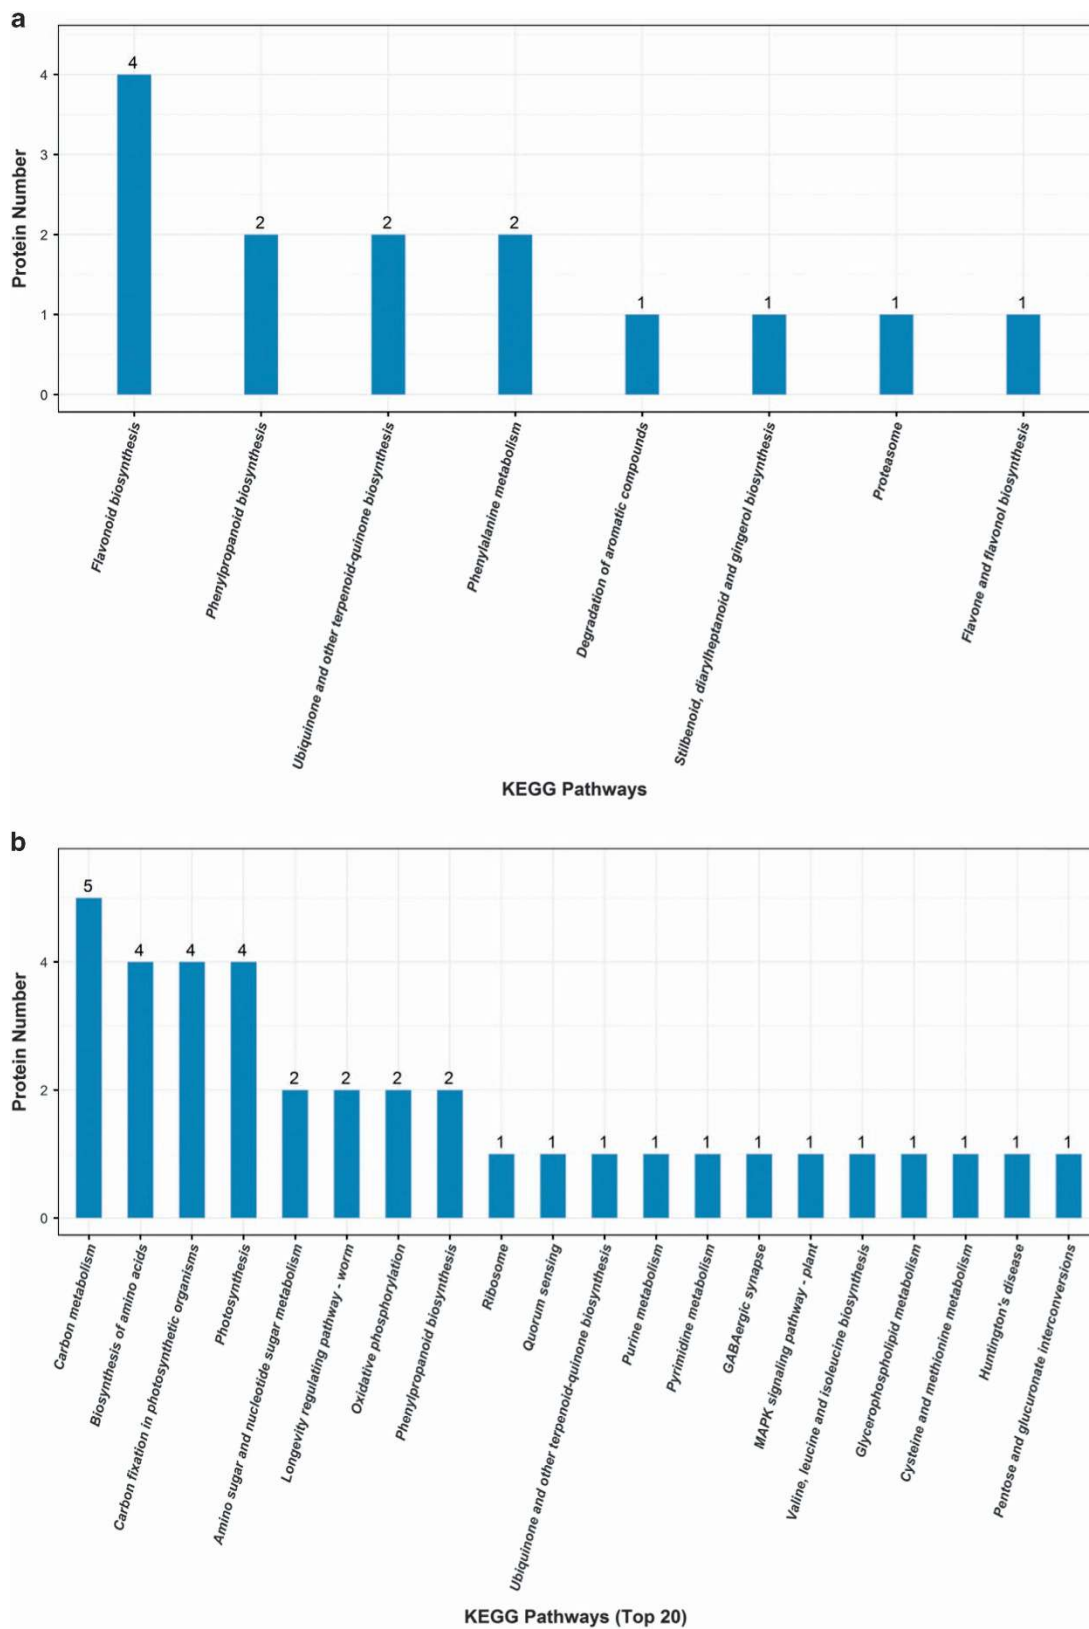 a
Protein Number
4
3
2
1
0
4
2
2
2
1
1
1
1
Flavonoid biosynthesis
Phenylpropanoid biosynthesis
Ubiquinone and other terpenoid-quinone biosynthesis
Phenylalanine metabolism
Degradation of aromatic compounds
Stilbenoid, diarylheptanoid and gingerol biosynthesis
Proteasome
Flavone and flavonol biosynthesis
KEGG Pathways
b
Protein Number
4
2
0
5
4
4
4
2
2
2
2
1
1
1
1
1
1
1
1
1
1
1
1
Carbon metabolism
Biosynthesis of amino acids
Carbon fixation in photosynthetic organisms
Photosynthesis
Amino sugar and nucleotide sugar metabolism
Longevity regulating pathway - worm
Oxidative phosphorylation
Phenylpropanoid biosynthesis
Ribosome
Quorum sensing
Ubiquinone and other terpenoid-quinone biosynthesis
Purine metabolism
Pyrimidine metabolism
GABAergic synapse
MAPK signaling pathway - plant
Valine, leucine and isoleucine biosynthesis
Glycerophospholipid metabolism
Cysteine and methionine metabolism
Huntington's disease
Pentose and glucuronate interconversions
KEGG Pathways (Top 20)